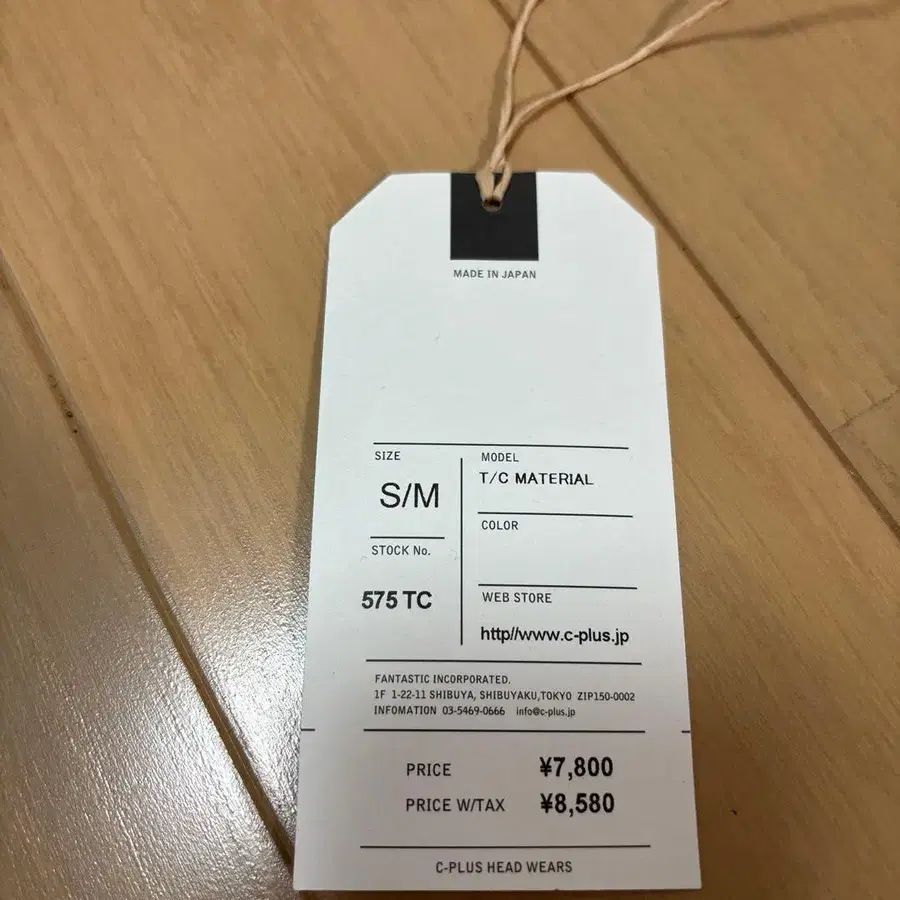 MADE IN JAPAN
SIZE
S/M
STOCK No.
575 TC
MODEL
T/C MATERIAL
COLOR
WEB STORE
http//www.c-plus.jp
FANTASTIC INCORPORATED.
1F 1-22-11 SHIBUYA, SHIBUYAKU,TOKYO ZIP150-0002
INFOMATION 03-5469-0666 info@c-plus.jp
PRICE ¥7,800
PRICE W/TAX ¥8,580
C-PLUS HEAD WEARS